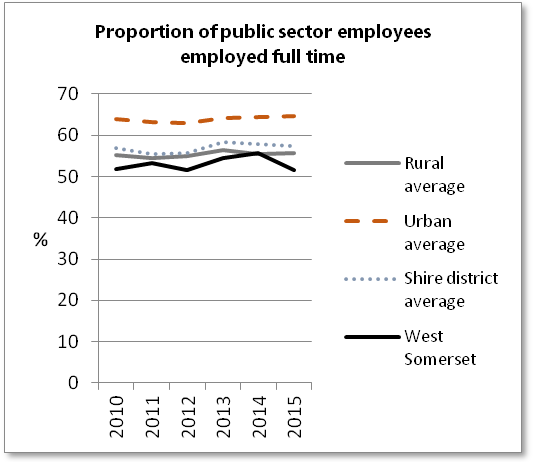 Proportion of public sector employees
employed full time
70
60
50
40
30
20
10
0
%
2010
2011
2012
2013
2014
2015
Rural
average
Urban
average
Shire district
average
West
Somerset